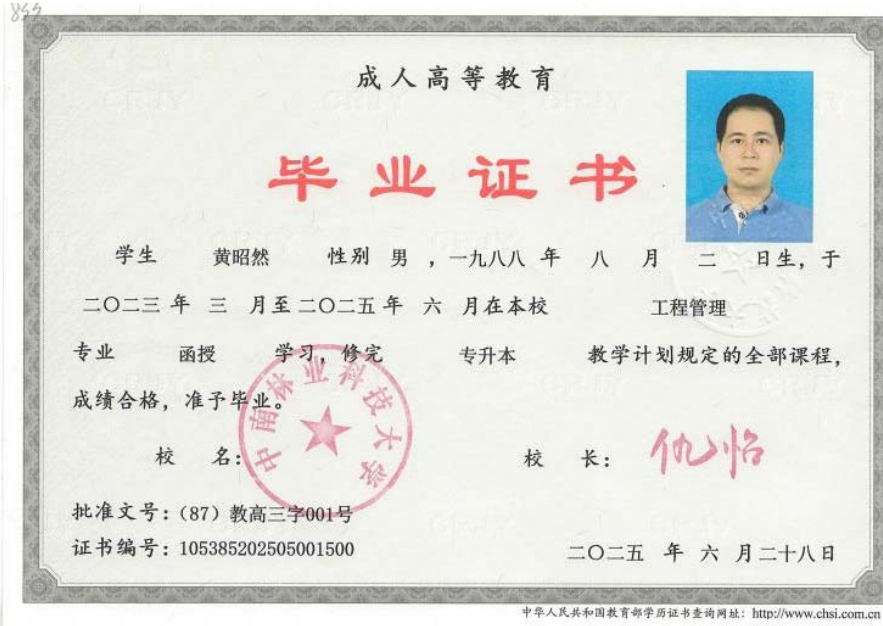 855
成人高等教育
毕业证书
学生 黄昭然 性别 男 ,一九八八 年 八 月 二 日生,于
二〇二三 年 三 月至 二〇二五 年 六 月在本校 工程管理
专业 函授 学习,修完 专升本 教学计划规定的全部课程,
成绩合格,准予毕业。
中南林业科技大学
校 名: 校 长: 仇怡
批准文号:(87)教高三字001号
证书编号:105385202505001500 二〇二五 年 六 月二十八日
中华人民共和国教育部学历证书查询网址:http://www.chsi.com.cn